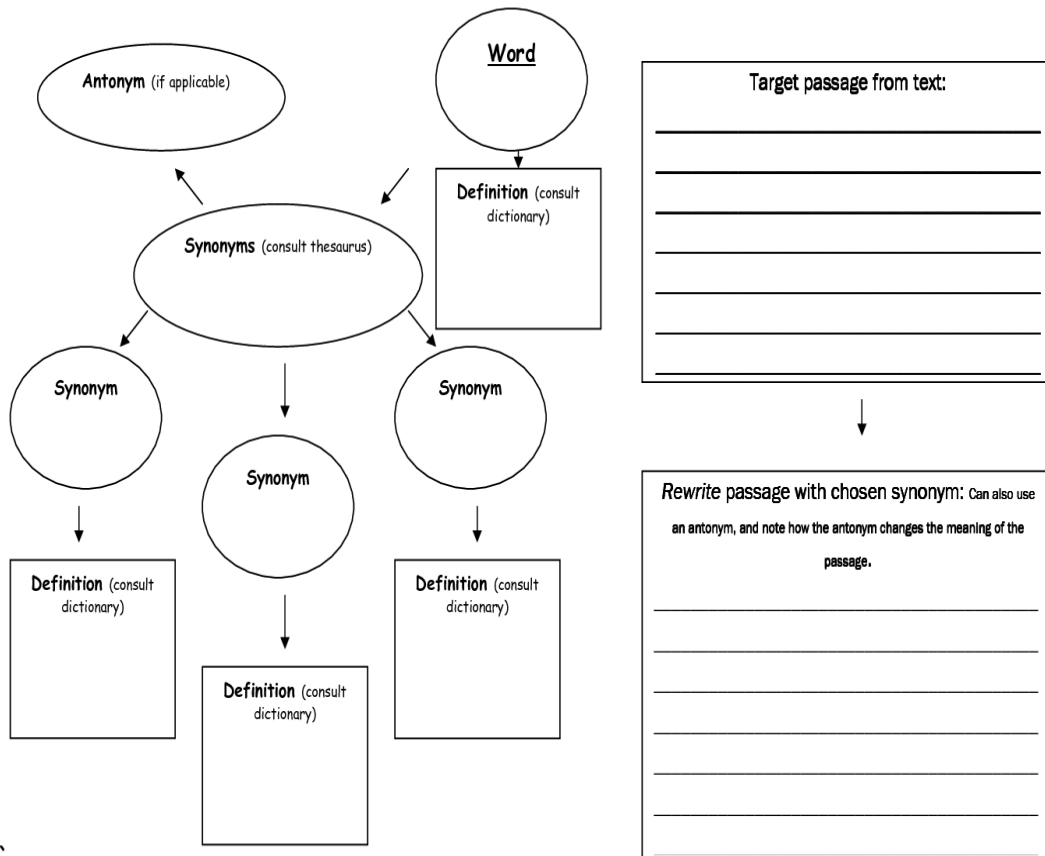 Word
Antonym (if applicable)
Target passage from text:
Definition (consult
dictionary)
Synonyms (consult thesaurus)
Synonym
Synonym
Synonym
Rewrite passage with chosen synonym: Can also use
an antonym, and note how the antonym changes the meaning of the
passage.
Definition (consult
dictionary)
Definition (consult
dictionary)
Definition (consult
dictionary)